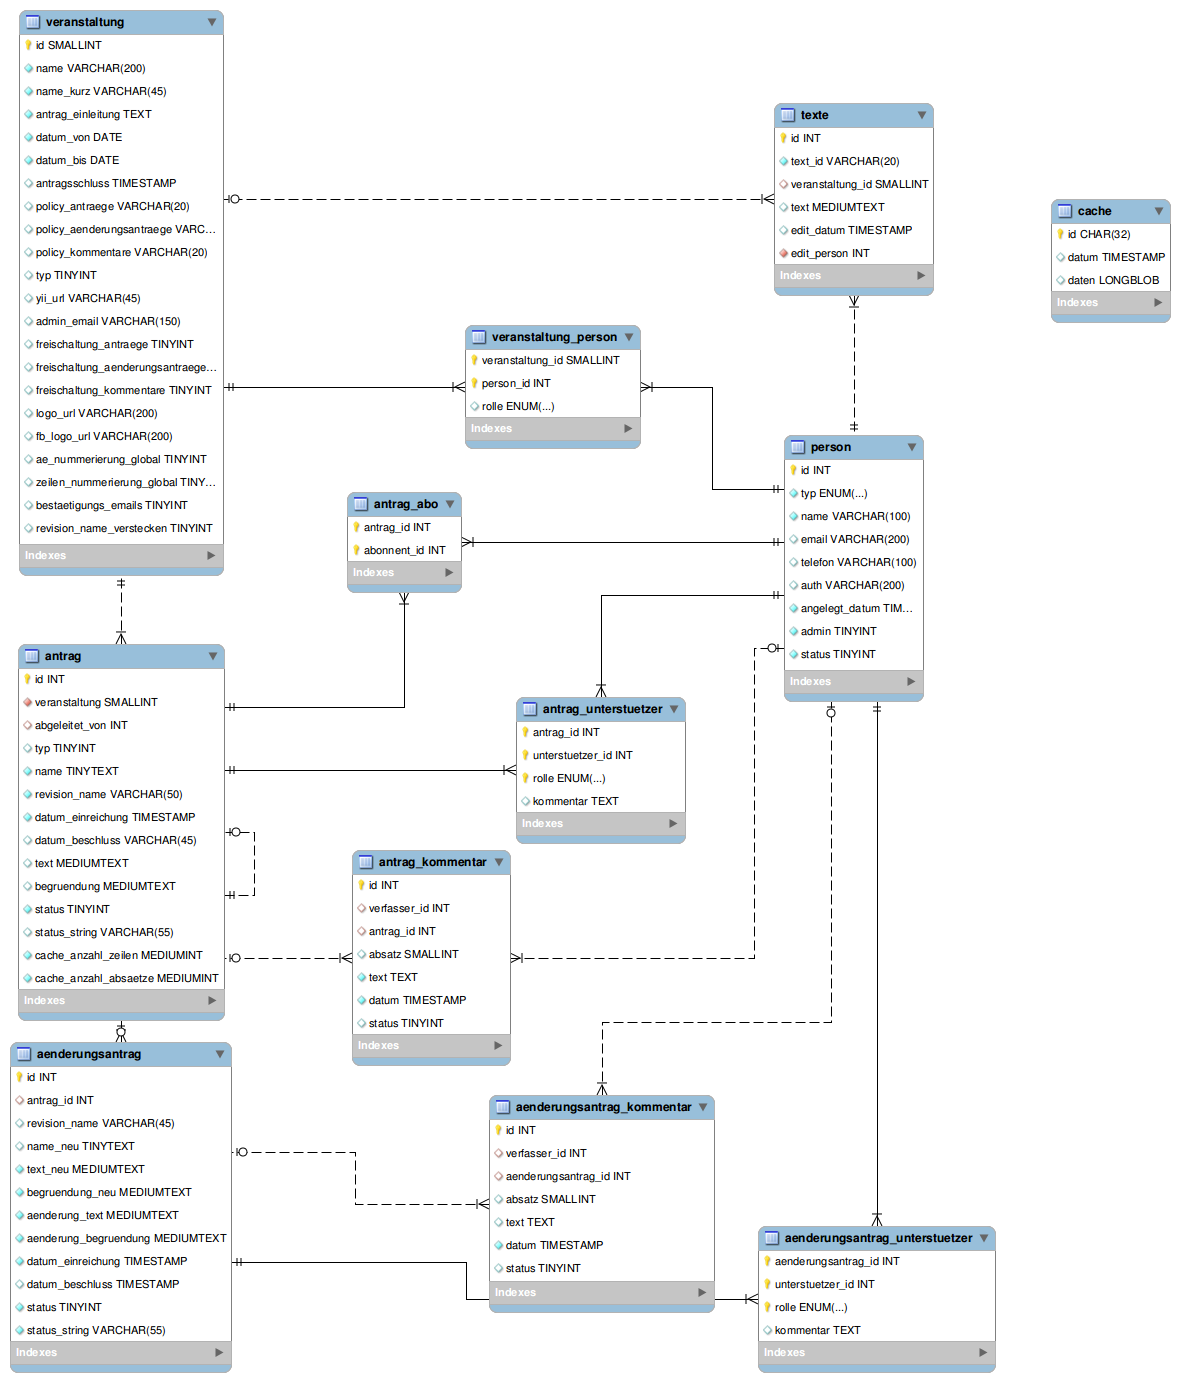 veranstaltung
id SMALLINT
name VARCHAR(200)
name_kurz VARCHAR(45)
antrag_einleitung TEXT
datum_von DATE
datum_bis DATE
antragsschluss TIMESTAMP
policy_antraege VARCHAR(20)
policy_aenderungsantraege VARC...
policy_kommentare VARCHAR(20)
typ TINYINT
yii_url VARCHAR(45)
admin_email VARCHAR(150)
freischaltung_antraege TINYINT
freischaltung_aenderungsantraege...
freischaltung_kommentare TINYINT
logo_url VARCHAR(200)
fb_logo_url VARCHAR(200)
ae_nummerierung_global TINYINT
zeilen_nummerierung_global TINY...
bestaetigungs_emails TINYINT
revision_name_verstecken TINYINT
Indexes
texte
id INT
text_id VARCHAR(20)
veranstaltung_id SMALLINT
text MEDIUMTEXT
edit_datum TIMESTAMP
edit_person INT
Indexes
cache
id CHAR(32)
datum TIMESTAMP
daten LONGBLOB
Indexes
veranstaltung_person
veranstaltung_id SMALLINT
person_id INT
rolle ENUM(...)
Indexes
person
id INT
typ ENUM(...)
name VARCHAR(100)
email VARCHAR(200)
telefon VARCHAR(100)
auth VARCHAR(200)
angelegt_datum TIM...
admin TINYINT
status TINYINT
Indexes
antrag_abo
antrag_id INT
abonnent_id INT
Indexes
antrag
id INT
veranstaltung SMALLINT
abgeleitet_von INT
typ TINYINT
name TINYTEXT
revision_name VARCHAR(50)
datum_einreichung TIMESTAMP
datum_beschluss VARCHAR(45)
text MEDIUMTEXT
begruendung MEDIUMTEXT
status TINYINT
status_string VARCHAR(55)
cache_anzahl_zeilen MEDIUMINT
cache_anzahl_absaetze MEDIUMINT
Indexes
antrag_unterstuetzer
antrag_id INT
unterstuetzer_id INT
rolle ENUM(...)
kommentar TEXT
Indexes
antrag_kommentar
id INT
verfasser_id INT
antrag_id INT
absatz SMALLINT
text TEXT
datum TIMESTAMP
status TINYINT
Indexes
aenderungsantrag
id INT
antrag_id INT
revision_name VARCHAR(45)
name_neu TINYTEXT
text_neu MEDIUMTEXT
begruendung_neu MEDIUMTEXT
aenderung_text MEDIUMTEXT
aenderung_begruendung MEDIUMTEXT
datum_einreichung TIMESTAMP
datum_beschluss TIMESTAMP
status TINYINT
status_string VARCHAR(55)
Indexes
aenderungsantrag_kommentar
id INT
verfasser_id INT
aenderungsantrag_id INT
absatz SMALLINT
text TEXT
datum TIMESTAMP
status TINYINT
Indexes
aenderungsantrag_unterstuetzer
aenderungsantrag_id INT
unterstuetzer_id INT
rolle ENUM(...)
kommentar TEXT
Indexes